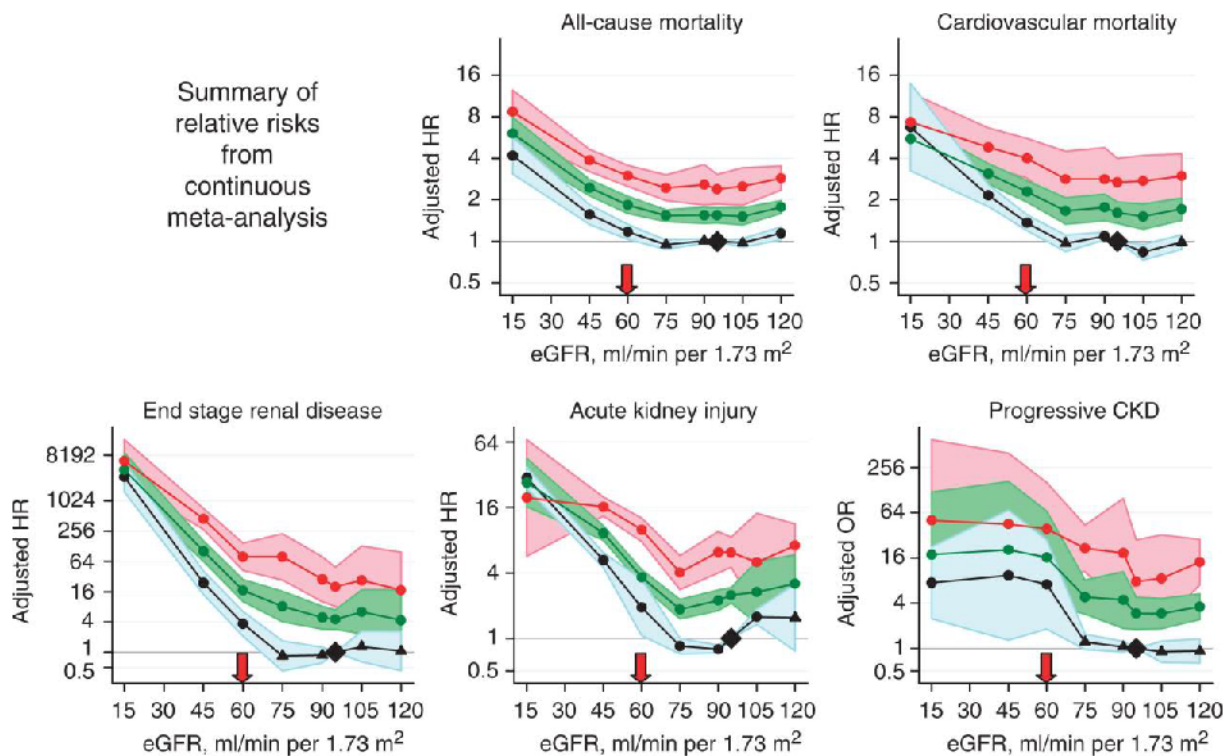 Summary of
relative risks
from
continuous
meta-analysis
All-cause mortality
Adjusted HR
16
8
4
2
1
0.5
15 30 45 60 75 90 105 120
eGFR, ml/min per 1.73 m²
Cardiovascular mortality
Adjusted HR
16
8
4
2
1
0.5
15 30 45 60 75 90 105 120
eGFR, ml/min per 1.73 m²
End stage renal disease
Adjusted HR
8192
1024
256
64
16
4
1
0.5
15 30 45 60 75 90 105 120
eGFR, ml/min per 1.73 m²
Acute kidney injury
Adjusted HR
64
16
4
1
0.5
15 30 45 60 75 90 105 120
eGFR, ml/min per 1.73 m²
Progressive CKD
Adjusted OR
256
64
16
4
1
0.5
15 30 45 60 75 90 105 120
eGFR, ml/min per 1.73 m²